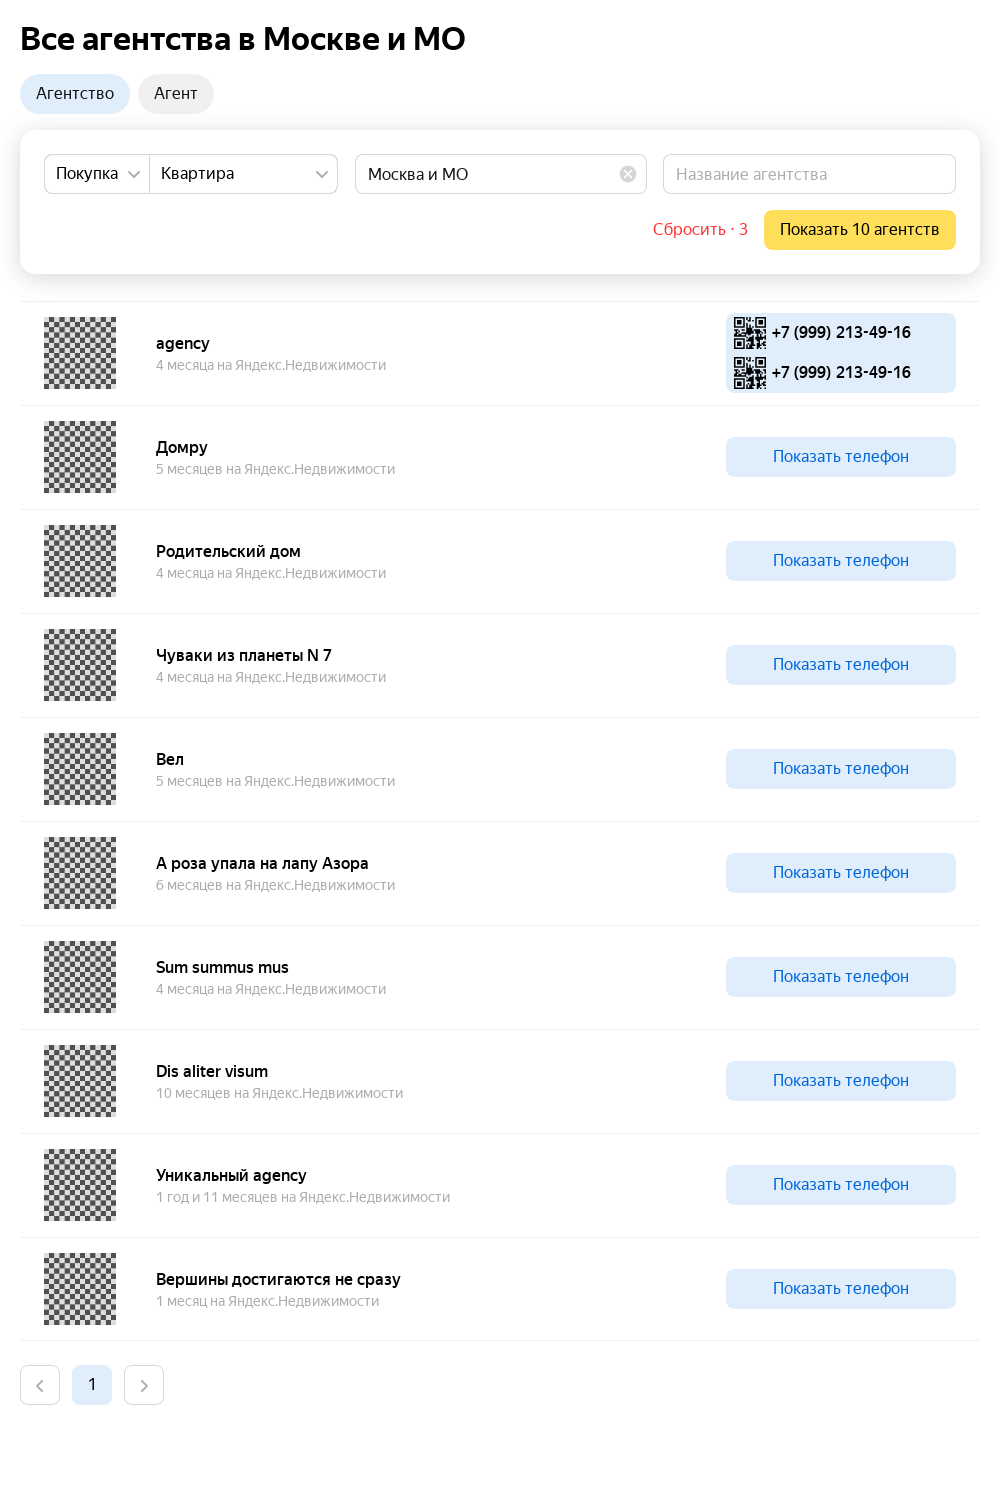 Все агентства в Москве и МО
Агентство Агент
Покупка Квартира Москва и МО Название агентства
Сбросить · 3 Показать 10 агентств
agency
4 месяца на Яндекс.Недвижимости
+7 (999) 213-49-16
+7 (999) 213-49-16
Домру
5 месяцев на Яндекс.Недвижимости
Показать телефон
Родительский дом
4 месяца на Яндекс.Недвижимости
Показать телефон
Чуваки из планеты N 7
4 месяца на Яндекс.Недвижимости
Показать телефон
Вел
5 месяцев на Яндекс.Недвижимости
Показать телефон
А роза упала на лапу Азора
6 месяцев на Яндекс.Недвижимости
Показать телефон
Sum summus mus
4 месяца на Яндекс.Недвижимости
Показать телефон
Dis aliter visum
10 месяцев на Яндекс.Недвижимости
Показать телефон
Уникальный agency
1 год и 11 месяцев на Яндекс.Недвижимости
Показать телефон
Вершины достигаются не сразу
1 месяц на Яндекс.Недвижимости
Показать телефон
1